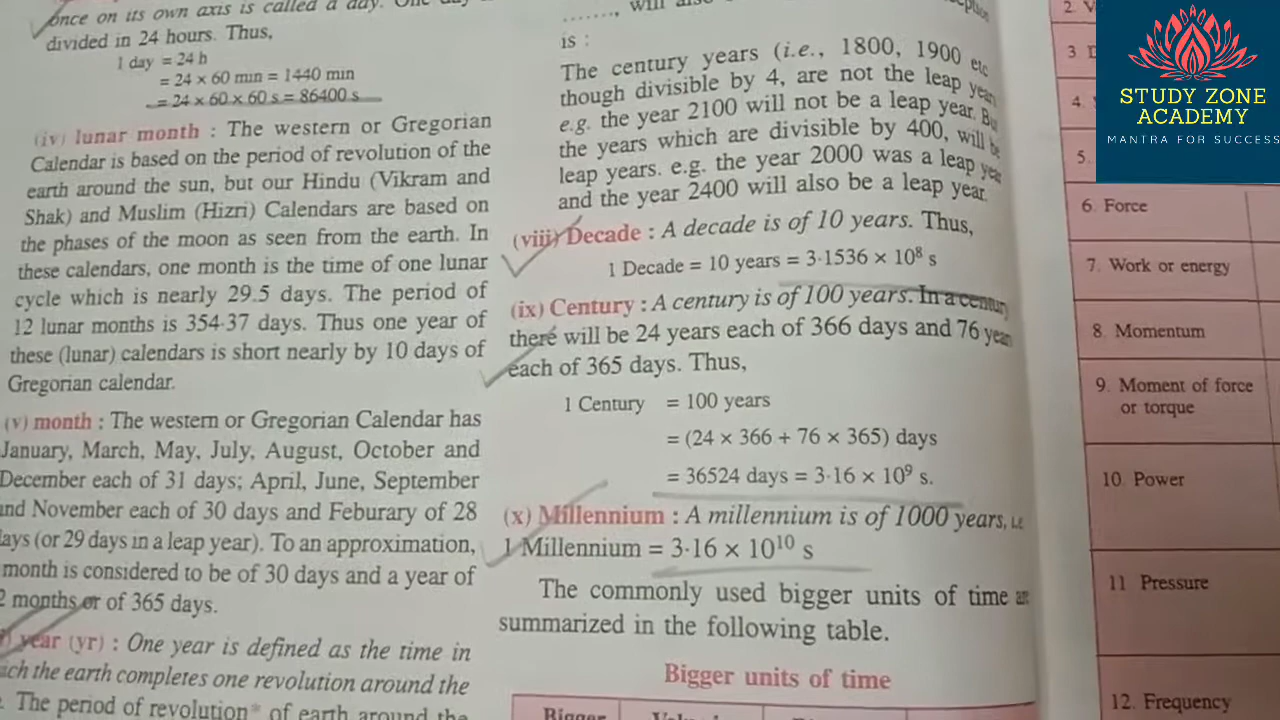 once on its own axis is called a day. One day
divided in 24 hours. Thus,
1 day = 24 h
= 24 × 60 min = 1440 min
= 24 × 60 × 60 s = 86400 s
(iv) lunar month : The western or Gregorian
Calendar is based on the period of revolution of the
earth around the sun, but our Hindu (Vikram and
Shak) and Muslim (Hizri) Calendars are based on
the phases of the moon as seen from the earth. In
these calendars, one month is the time of one lunar
cycle which is nearly 29.5 days. The period of
12 lunar months is 354·37 days. Thus one year of
these (lunar) calendars is short nearly by 10 days of
Gregorian calendar.
(v) month : The western or Gregorian Calendar has
January, March, May, July, August, October and
December each of 31 days; April, June, September
and November each of 30 days and Feburary of 28
days (or 29 days in a leap year). To an approximation,
month is considered to be of 30 days and a year of
2 months or of 365 days.
year (yr) : One year is defined as the time in
the earth completes one revolution around the
The period of revolution* of earth around the
......., will also
is :
The century years (i.e., 1800, 1900 etc
though divisible by 4, are not the leap years
e.g. the year 2100 will not be a leap year. Bu
the years which are divisible by 400, will be
leap years. e.g. the year 2000 was a leap year
and the year 2400 will also be a leap year.
(viii) Decade : A decade is of 10 years. Thus,
1 Decade = 10 years = 3·1536 × 10⁸ s
(ix) Century : A century is of 100 years. In a century
there will be 24 years each of 366 days and 76 years
each of 365 days. Thus,
1 Century = 100 years
= (24 × 366 + 76 × 365) days
= 36524 days = 3·16 × 10⁹ s.
(x) Millennium : A millennium is of 1000 years, i.e
1 Millennium = 3·16 × 10¹⁰ s
The commonly used bigger units of time are
summarized in the following table.
Bigger units of time
Bigger
2. V
3 D
4.
5.
6. Force
7. Work or energy
8. Momentum
9. Moment of force
or torque
10. Power
11 Pressure
12. Frequency
STUDY ZONE
ACADEMY
MANTRA FOR SUCCESS